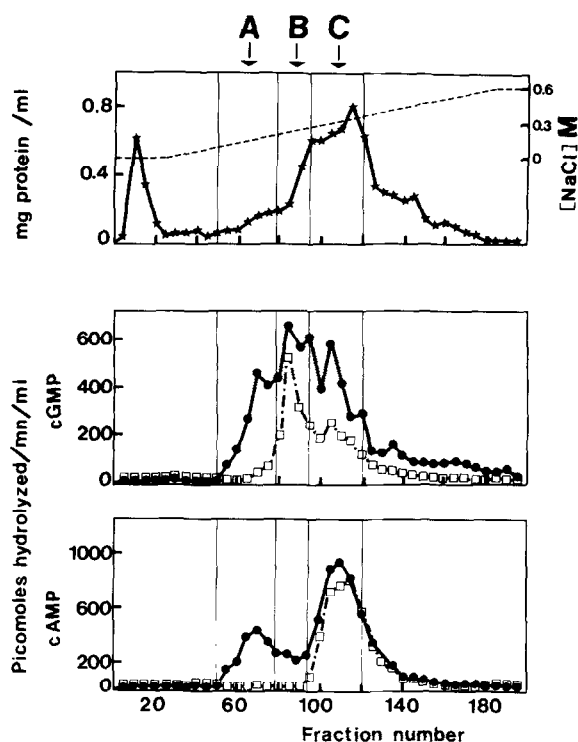 A B C
mg protein /ml
0.8
0.4
0
0.6
0.3
0
[NaCl] M
Picomoles hydrolyzed/mn/ml
cGMP
600
400
200
0
cAMP
1000
600
200
0
20 60 100 140 180
Fraction number